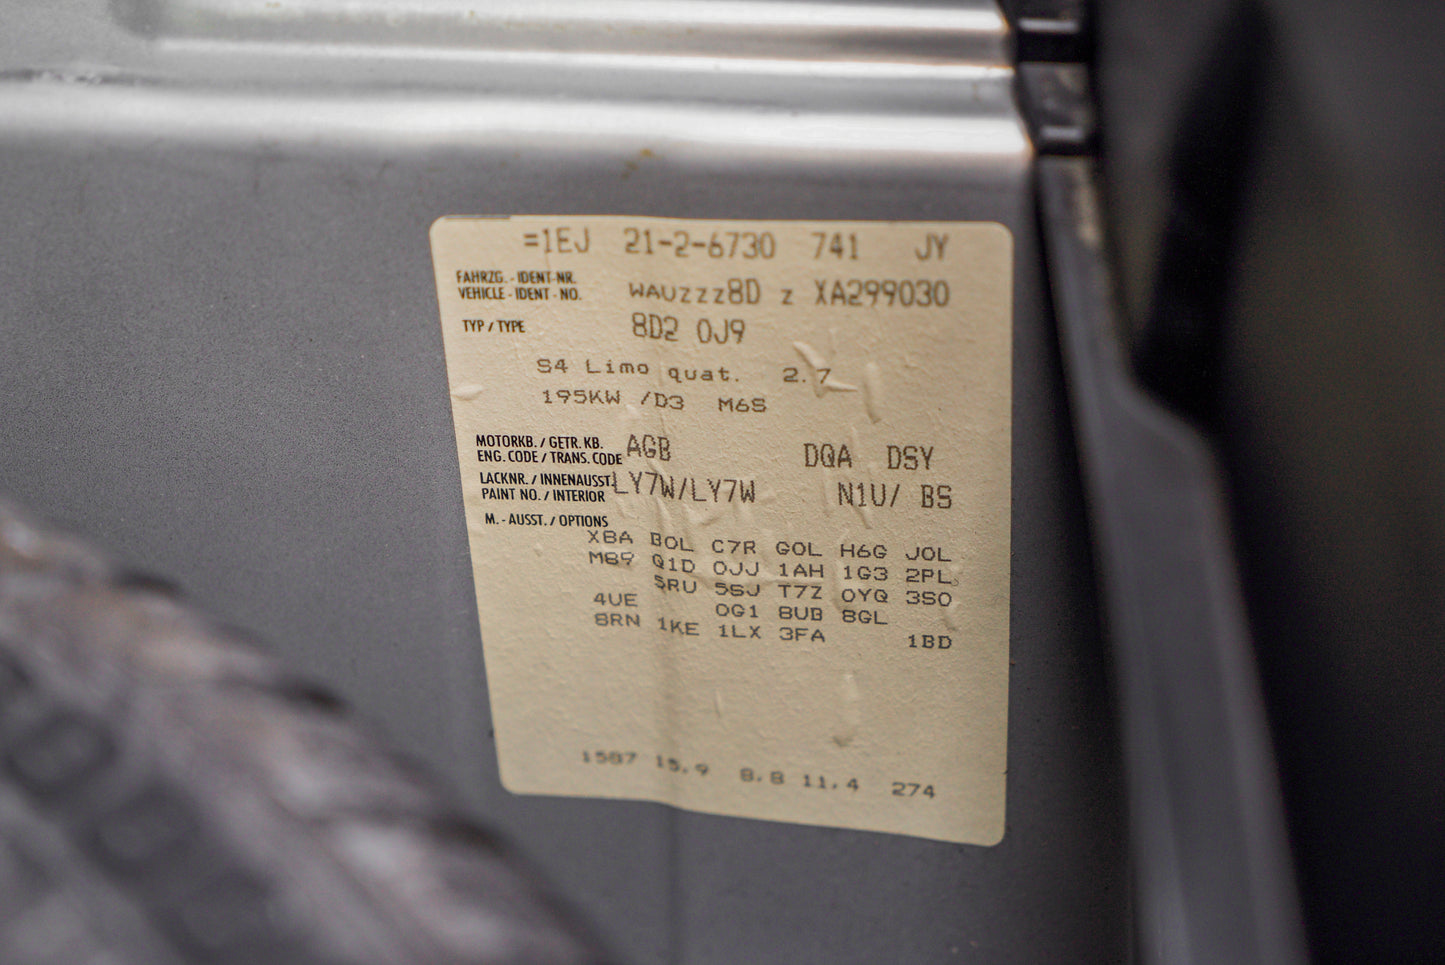 =1EJ 21-2-6730 741 JY
FAHRZG. - IDENT-NR.
VEHICLE - IDENT - NO. WAUZZZ8D Z XA299030
TYP / TYPE 8D2 0J9
S4 Limo quat. 2.7
195KW /D3 M6S
MOTORKB. / GETR. KB.
ENG. CODE / TRANS. CODE AGB DQA DSY
LACKNR. / INNENAUSST.
PAINT NO. / INTERIOR LY7W/LY7W N1U/ BS
M. - AUSST. / OPTIONS
X8A B0L C7R G0L H6G J0L
M89 Q1D 0JJ 1AH 1G3 2PL
5RU 5SJ T7Z 0YQ 3S0
4UE 0G1 8UB 8GL
8RN 1KE 1LX 3FA 1BD
1587 15.9 8.8 11.4 274